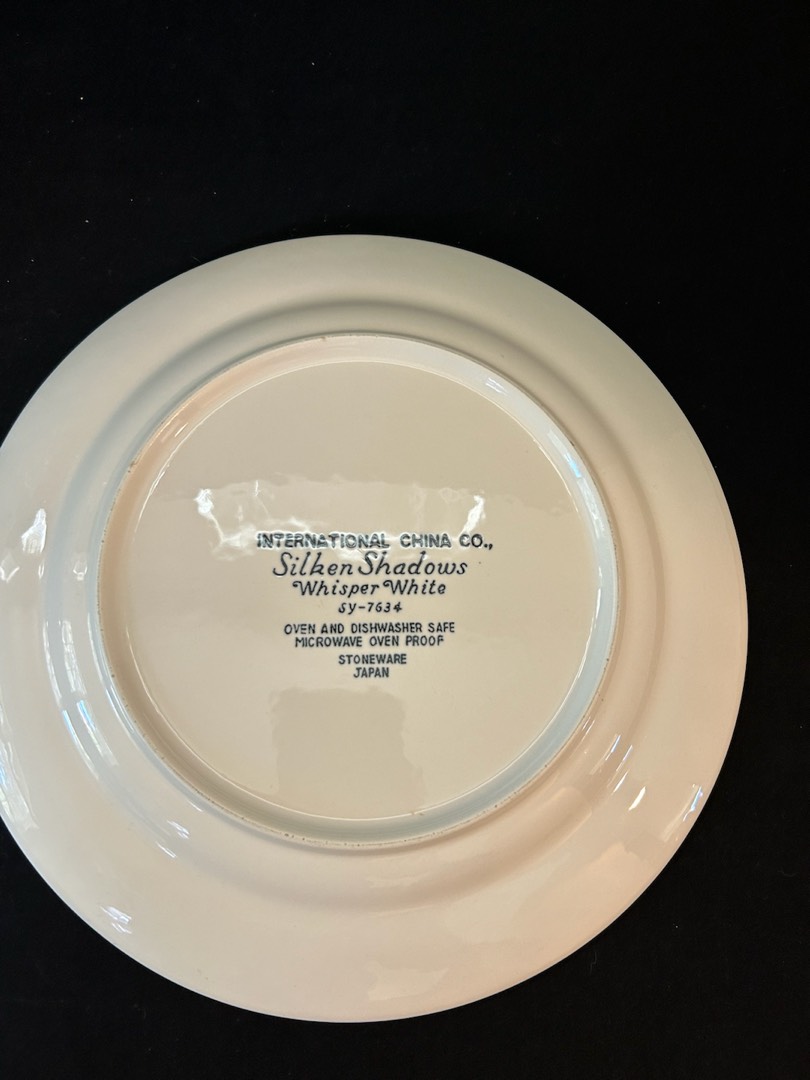 INTERNATIONAL CHINA CO.,
Silken Shadows
Whisper White
SY-7634
OVEN AND DISHWASHER SAFE
MICROWAVE OVEN PROOF
STONEWARE
JAPAN